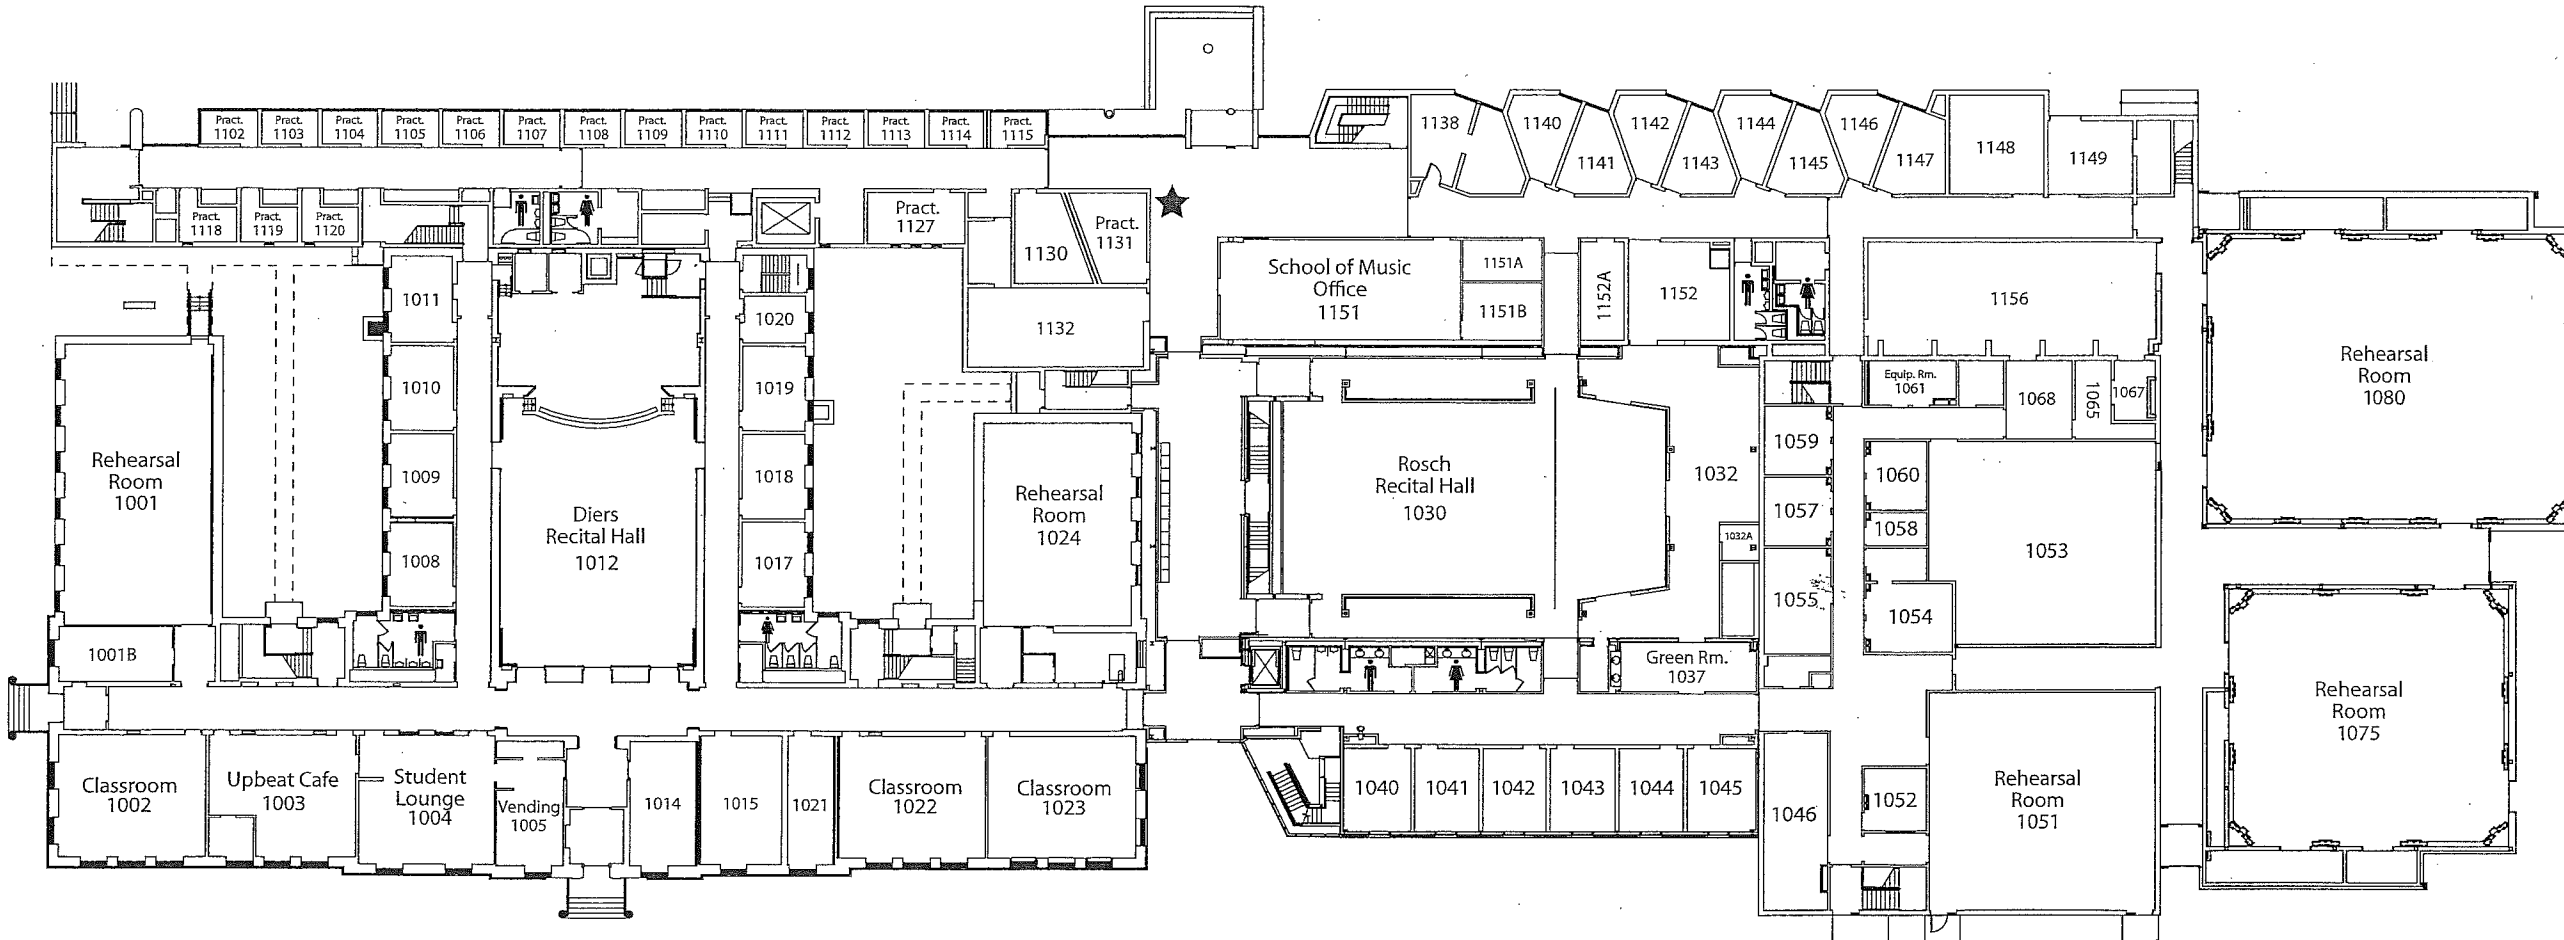 Pract.
1102
Pract.
1103
Pract.
1104
Pract.
1105
Pract.
1106
Pract.
1107
Pract.
1108
Pract.
1109
Pract.
1110
Pract.
1111
Pract.
1112
Pract.
1113
Pract.
1114
Pract.
1115
1138
1140
1141
1142
1143
1144
1145
1146
1147
1148
1149
Pract.
1118
Pract.
1119
Pract.
1120
Pract.
1127
1130
Pract.
1131
1132
School of Music
Office
1151
1151A
1151B
1152A
1152
1156
Rehearsal
Room
1080
1011
1010
1009
1008
1020
1019
1018
1017
Rehearsal
Room
1001
1001B
Diers
Recital Hall
1012
Rehearsal
Room
1024
Rosch
Recital Hall
1030
1032
1032A
Equip. Rm.
1061
1068
1065
1067
1059
1057
1055
1060
1058
1054
1053
Green Rm.
1037
Rehearsal
Room
1075
Classroom
1002
Upbeat Cafe
1003
Student
Lounge
1004
Vending
1005
1014
1015
1021
Classroom
1022
Classroom
1023
1040
1041
1042
1043
1044
1045
1046
1052
Rehearsal
Room
1051